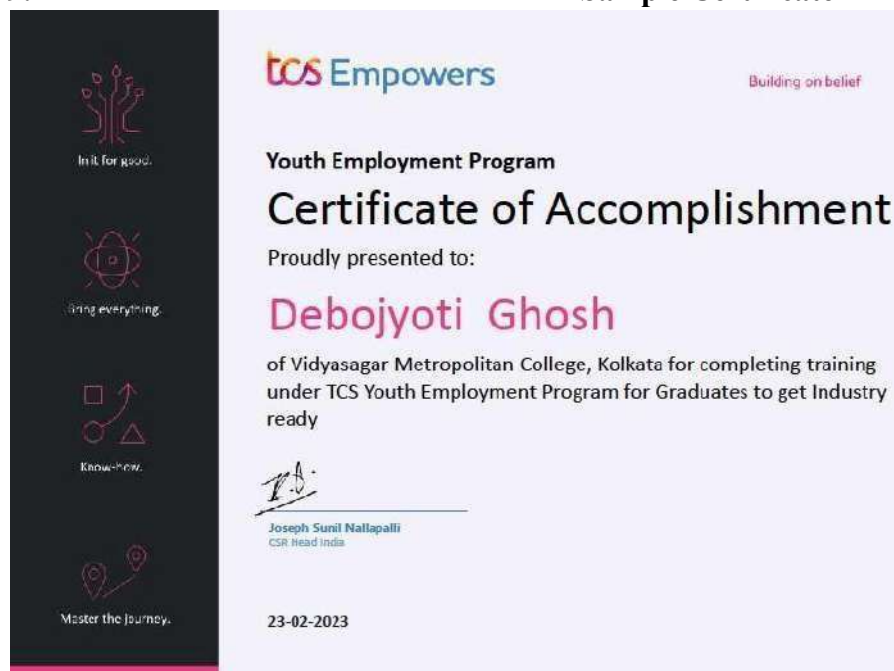 tcs Empowers
Building on belief
In it for good.
Youth Employment Program
Certificate of Accomplishment
Proudly presented to:
Bring everything.
Debojyoti Ghosh
of Vidyasagar Metropolitan College, Kolkata for completing training
under TCS Youth Employment Program for Graduates to get Industry
ready
Know-how.
Joseph Sunil Nallapalli
CSR Head India
Master the journey.
23-02-2023